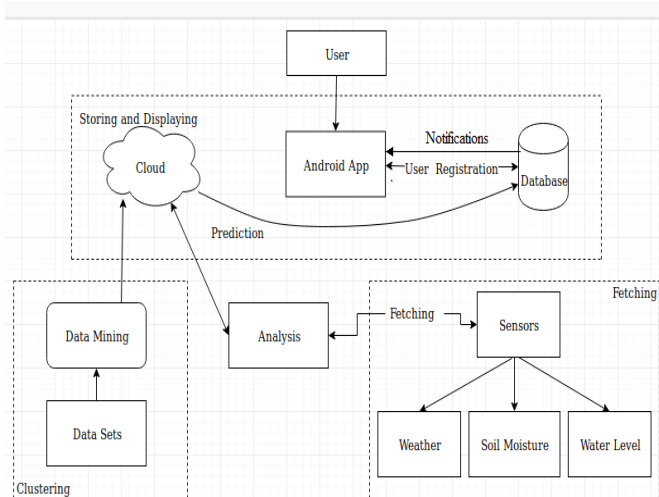 User
Storing and Displaying
Cloud
Android App
Notifications
User Registration
Database
Prediction
Fetching
Data Mining
Analysis
Fetching
Sensors
Data Sets
Weather
Soil Moisture
Water Level
Clustering